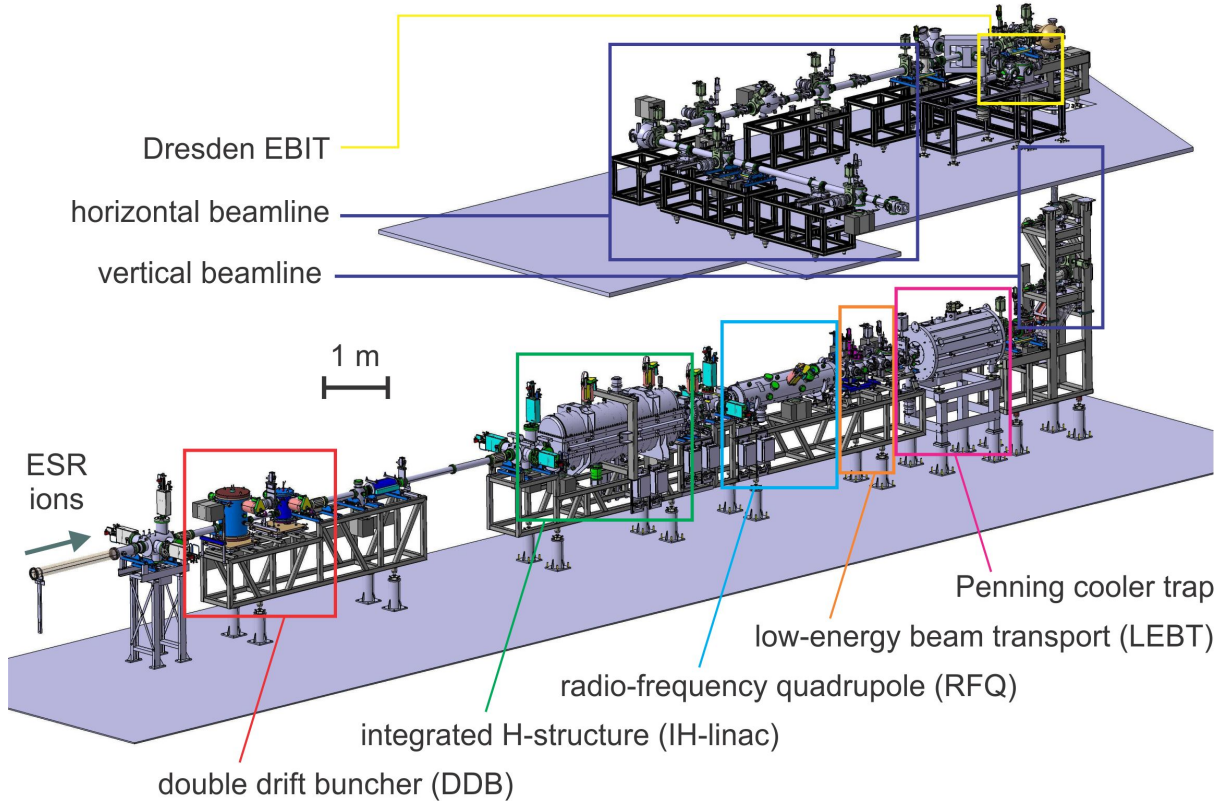 Dresden EBIT
horizontal beamline
vertical beamline
1 m
ESR
ions
Penning cooler trap
low-energy beam transport (LEBT)
radio-frequency quadrupole (RFQ)
integrated H-structure (IH-linac)
double drift buncher (DDB)